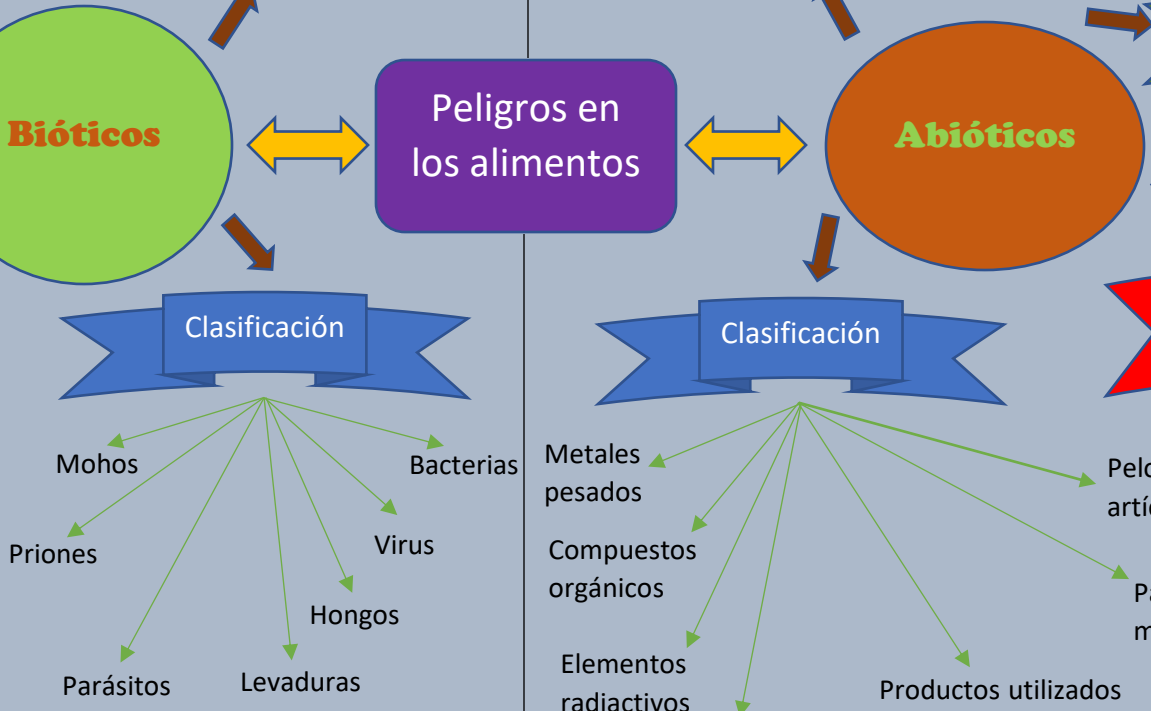 Peligros en
los alimentos
Bióticos
Clasificación
Mohos
Bacterias
Priones
Virus
Hongos
Parásitos
Levaduras
Abióticos
Clasificación
Metales
pesados
Compuestos
orgánicos
Elementos
radiactivos
Productos utilizados